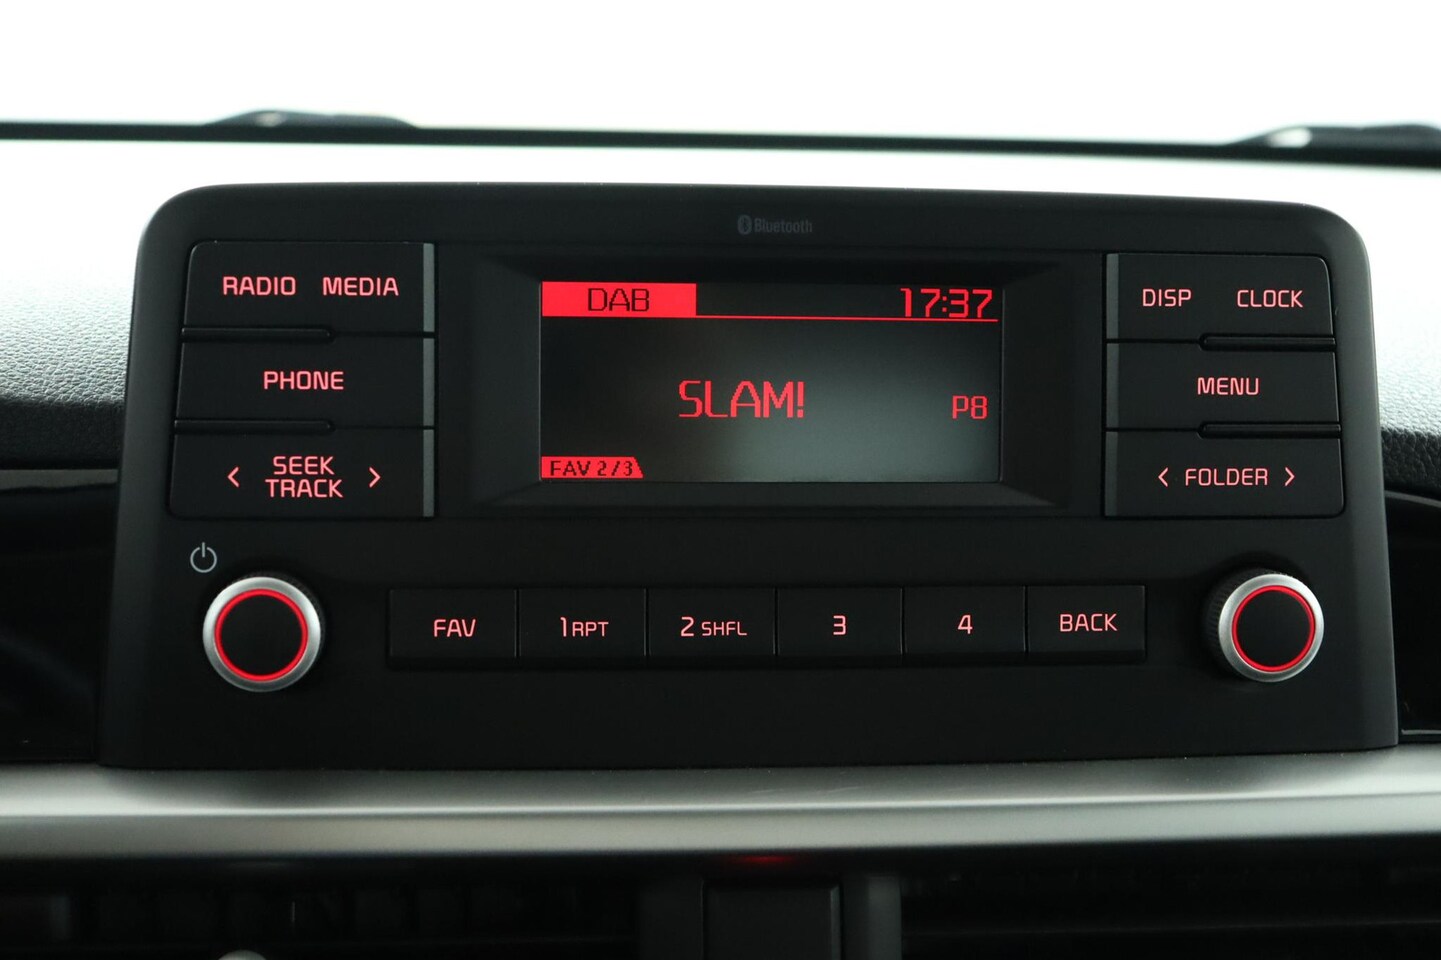 Bluetooth
RADIO MEDIA
PHONE
< SEEK TRACK >
DAB 17:37
SLAM!
P8
FAV 2/3
DISP CLOCK
MENU
< FOLDER >
FAV 1 RPT 2 SHFL 3 4 BACK